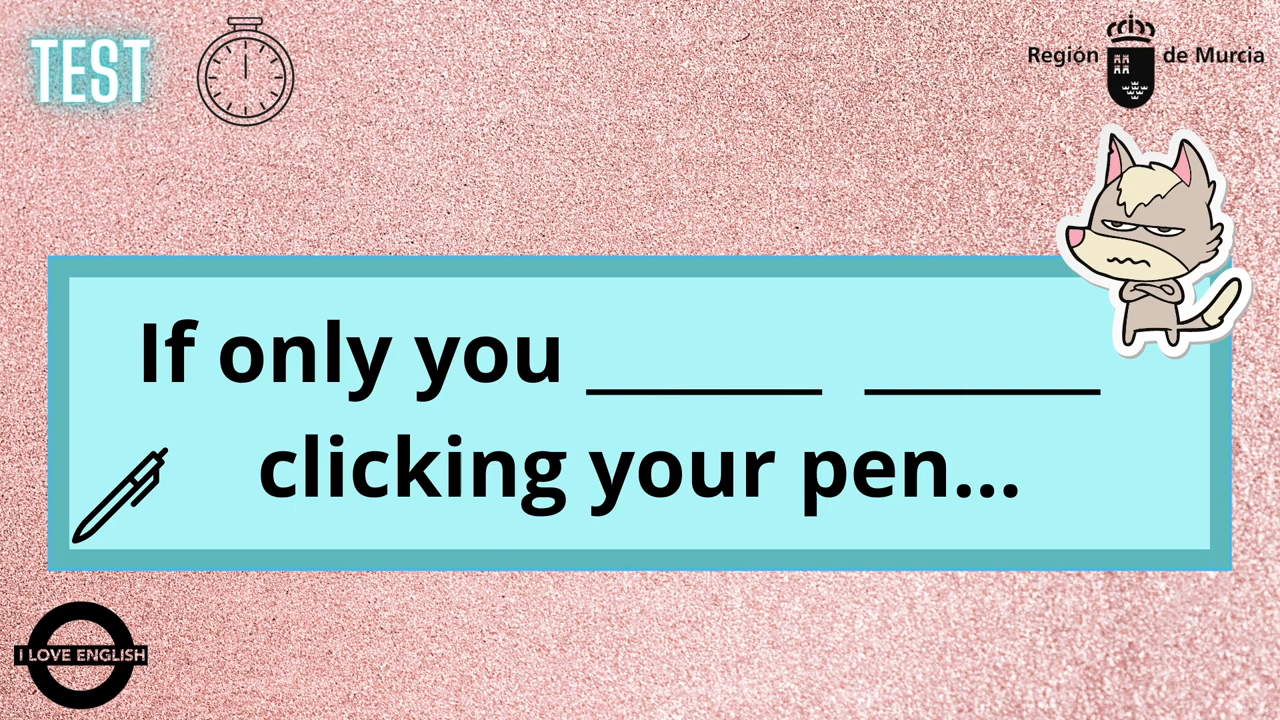 TEST
Región de Murcia
If only you ______ ______
clicking your pen...
I LOVE ENGLISH